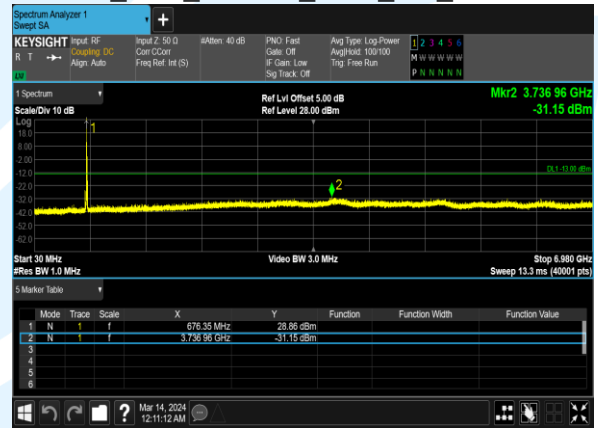 Spectrum Analyzer 1
Swept SA
KEYSIGHT Input: RF Input Z: 50 Ω #Atten: 40 dB PNO: Fast Avg Type: Log-Power 1 2 3 4 5 6
R T Coupling: DC Corr CCorr Gate: Off Avg|Hold: 100/100 M W W W W W
Align: Auto Freq Ref: Int (S) IF Gain: Low Trig: Free Run P N N N N N
Sig Track: Off
1 Spectrum Ref Lvl Offset 5.00 dB Mkr2 3.736 96 GHz
Scale/Div 10 dB Ref Level 28.00 dBm -31.15 dBm
Log
18.0
8.00
-2.00
-12.0
-22.0
-32.0
-42.0
-52.0
-62.0
1
DL1 -13.00 dBm
2
Start 30 MHz Video BW 3.0 MHz Stop 6.980 GHz
#Res BW 1.0 MHz Sweep 13.3 ms (40001 pts)
5 Marker Table
Mode Trace Scale X Y Function Function Width Function Value
1 N 1 f 676.35 MHz 28.86 dBm
2 N 1 f 3.736 96 GHz -31.15 dBm
3
4
5
6
? Mar 14, 2024
12:11:12 AM